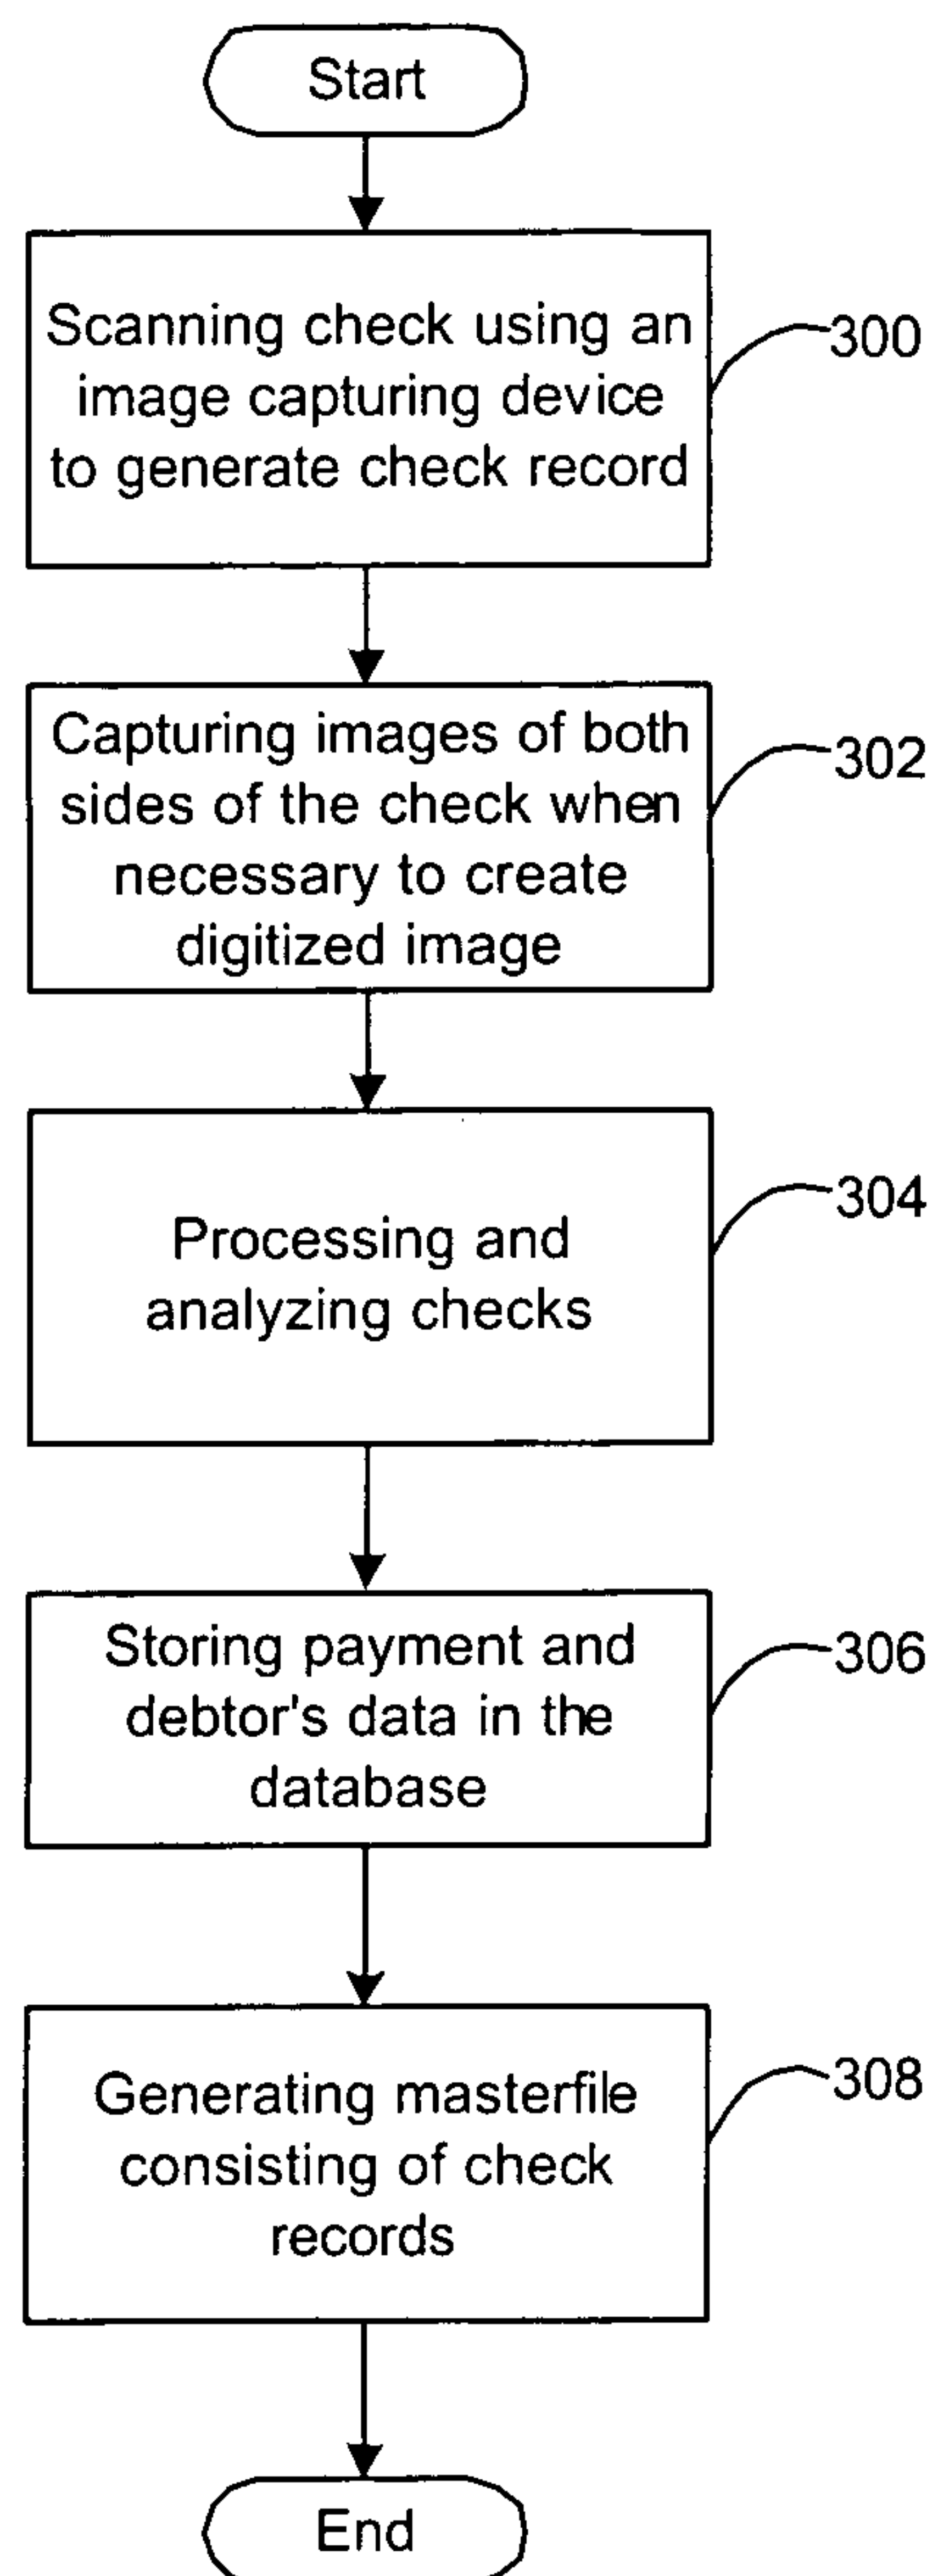 Start
Scanning check using an
image capturing device
to generate check record
300
Capturing images of both
sides of the check when
necessary to create
digitized image
302
Processing and
analyzing checks
304
Storing payment and
debtor's data in the
database
306
Generating masterfile
consisting of check
records
308
End